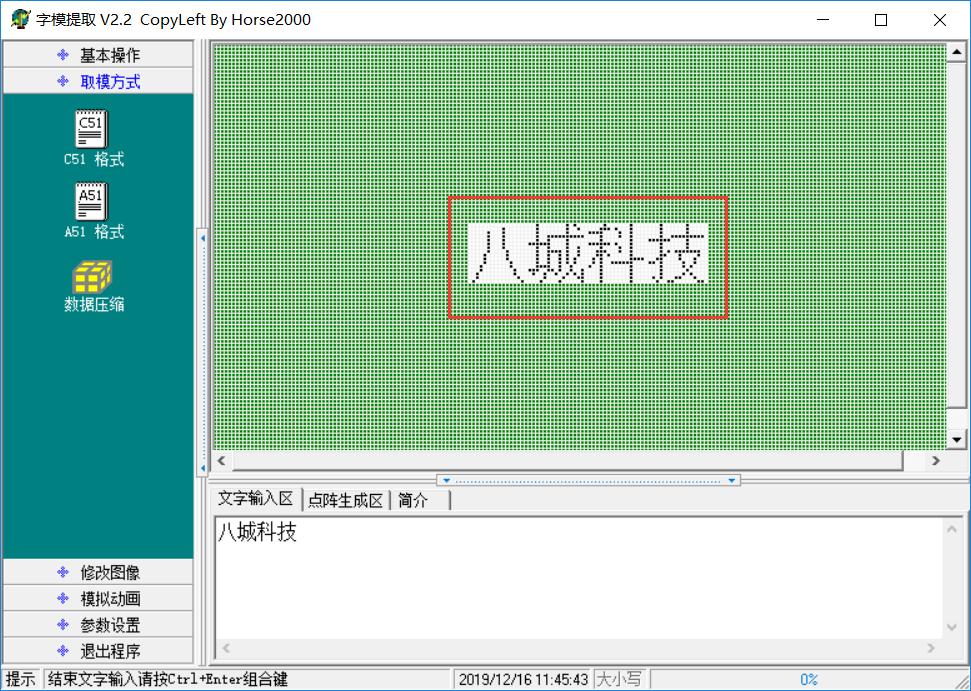 字模提取 V2.2 CopyLeft By Horse2000
基本操作
取模方式
C51
C51 格式
A51
A51 格式
数据压缩
修改图像
模拟动画
参数设置
退出程序
八城科技
文字输入区 点阵生成区 简介
八城科技
提示 结束文字输入请按Ctrl+Enter组合键 2019/12/16 11:45:43 大小写 0%